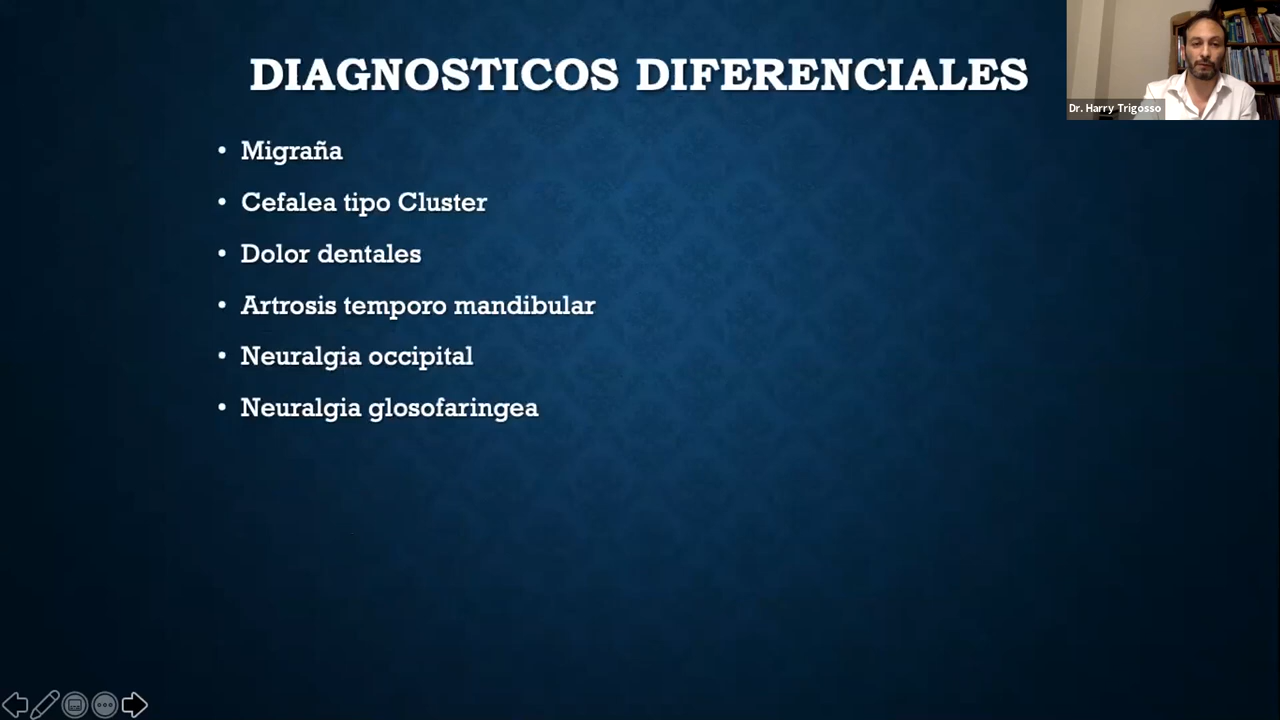 DIAGNOSTICOS DIFERENCIALES
Dr. Harry Trigosso
• Migraña
• Cefalea tipo Cluster
• Dolor dentales
• Artrosis temporo mandibular
• Neuralgia occipital
• Neuralgia glosofaringea